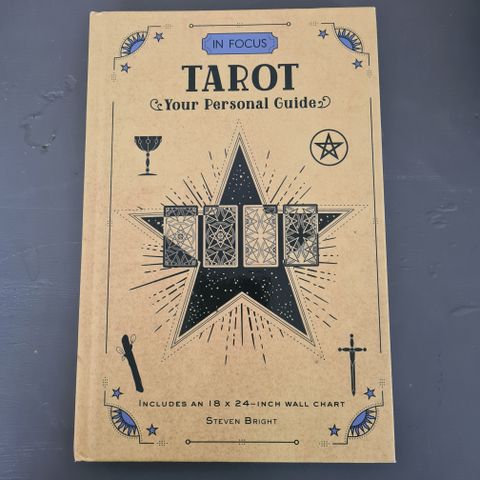 IN FOCUS
TAROT
Your Personal Guide
INCLUDES AN 18 X 24-INCH WALL CHART
STEVEN BRIGHT